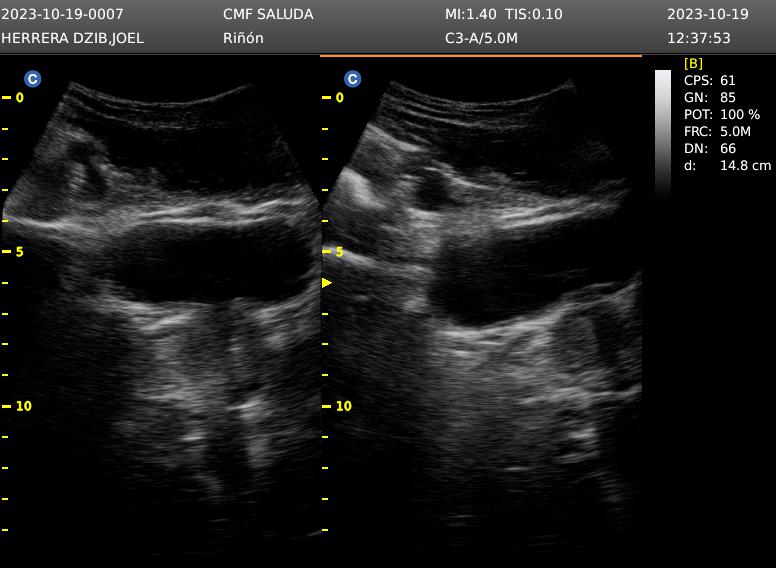 2023-10-19-0007 CMF SALUDA MI:1.40 TIS:0.10 2023-10-19
HERRERA DZIB,JOEL Riñón C3-A/5.0M 12:37:53
C C [B]
0 0 CPS: 61
GN: 85
POT: 100 %
FRC: 5.0M
DN: 66
d: 14.8 cm
5 5
10 10